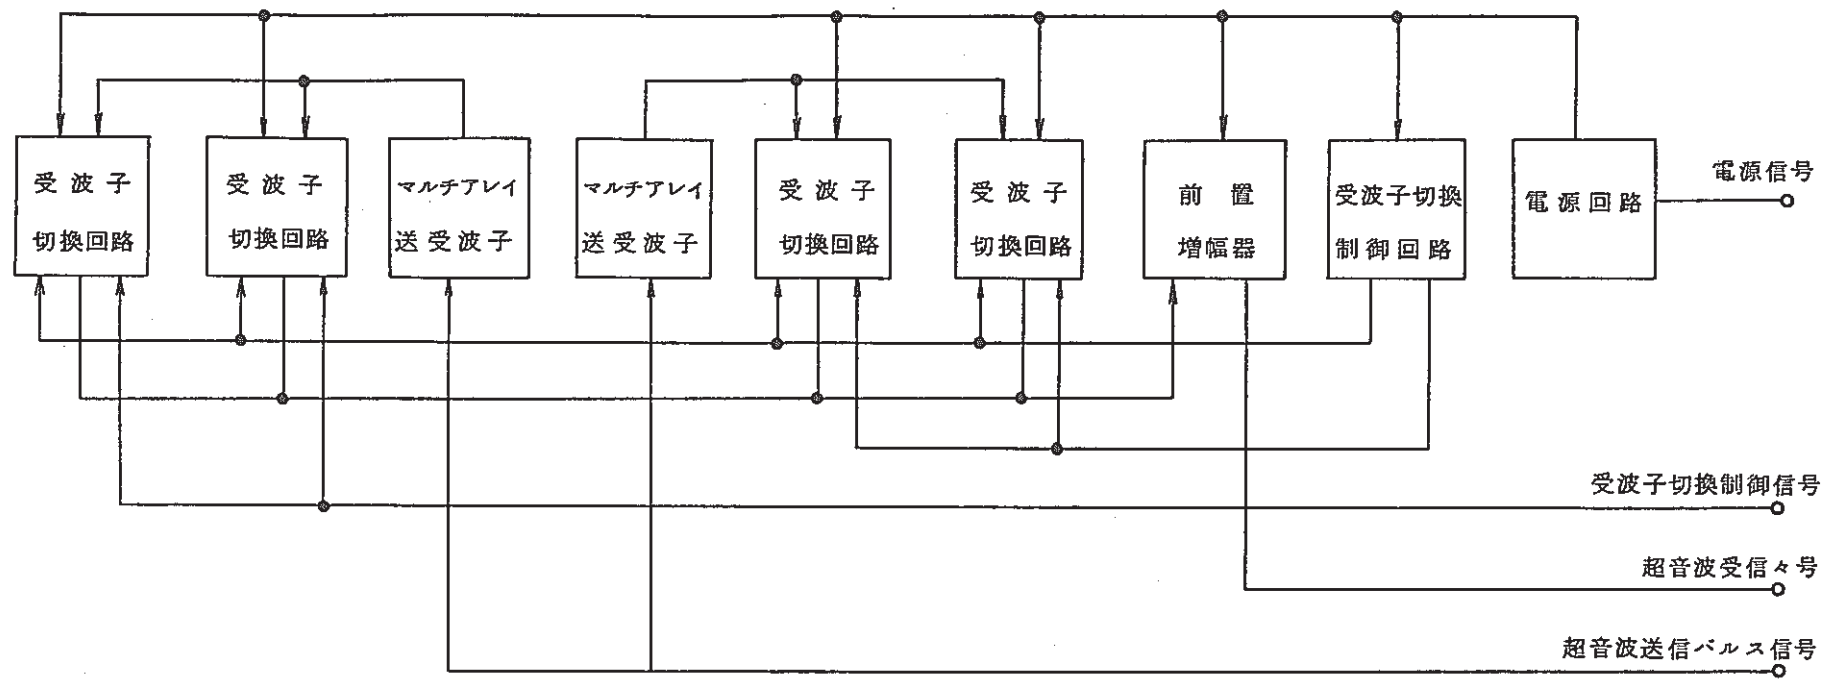 受波子
切換回路
受波子
切換回路
マルチアレイ
送受波子
マルチアレイ
送受波子
受波子
切換回路
受波子
切換回路
前置
増幅器
受波子切換
制御回路
電源回路
電源信号
受波子切換制御信号
超音波受信々号
超音波送信パルス信号